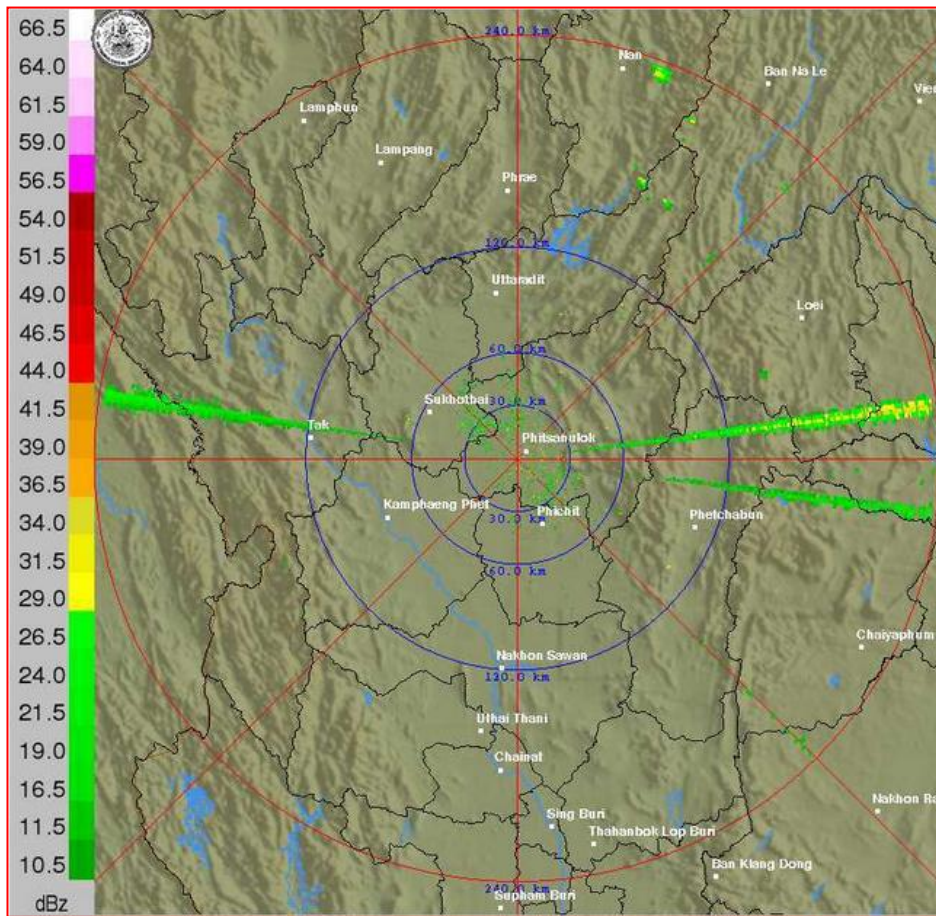 66.5
64.0
61.5
59.0
56.5
54.0
51.5
49.0
46.5
44.0
41.5
39.0
36.5
34.0
31.5
29.0
26.5
24.0
21.5
19.0
16.5
11.5
10.5
dBz
240.0 km
Nan
Ban Na Le
Lamphun
Lampang
Phrae
120.0 km
Uttaradit
Loei
60.0 km
30.0 km
Sukhothai
Tak
Phitsanulok
Kamphaeng Phet
30.0 km
Phichit
Phetchabun
60.0 km
Chaiyaphum
Nakhon Sawan
120.0 km
Uthai Thani
Chainat
Sing Buri
Thahanbok Lop Buri
Nakhon Ra
Ban Klang Dong
240.0 km
Supham Buri